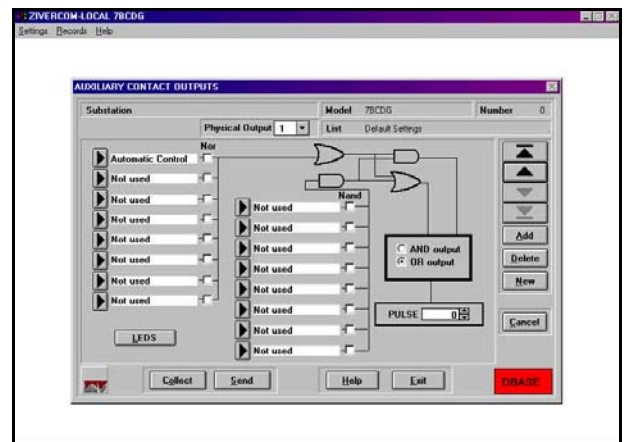 ZIVERCOM-LOCAL 7BCDG
Settings Records Help
AUXILIARY CONTACT OUTPUTS
Substation Model 7BCDG Number 0
Physical Output 1 List Default Settings
Nor
Automatic Control
Not used
Not used
Not used
Not used
Not used
Not used
Not used
Nand
Not used
Not used
Not used
Not used
Not used
Not used
Not used
Not used
AND output
OR output
PULSE 0
LEDS
Add
Delete
New
Cancel
Collect Send Help Exit
DBASE